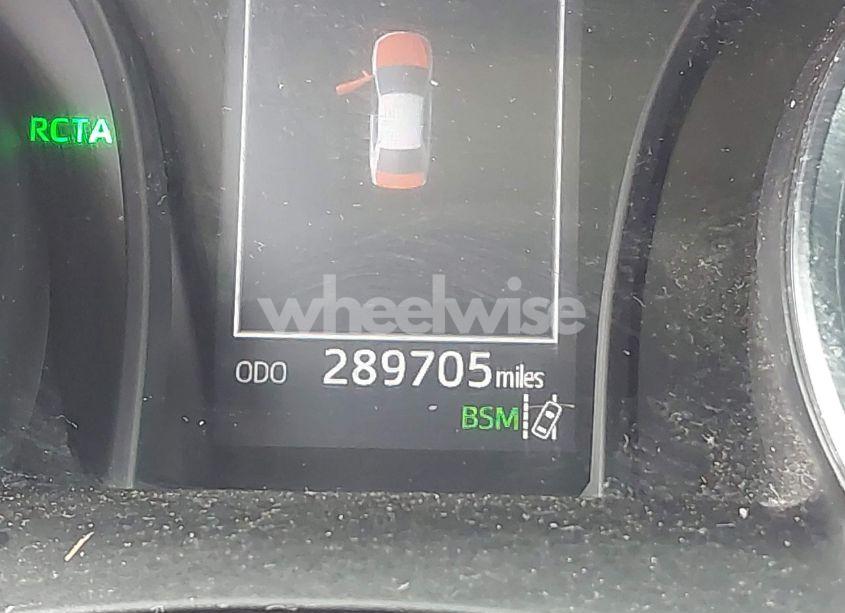 RCTA
wheelwise
ODO 289705 miles
BSM